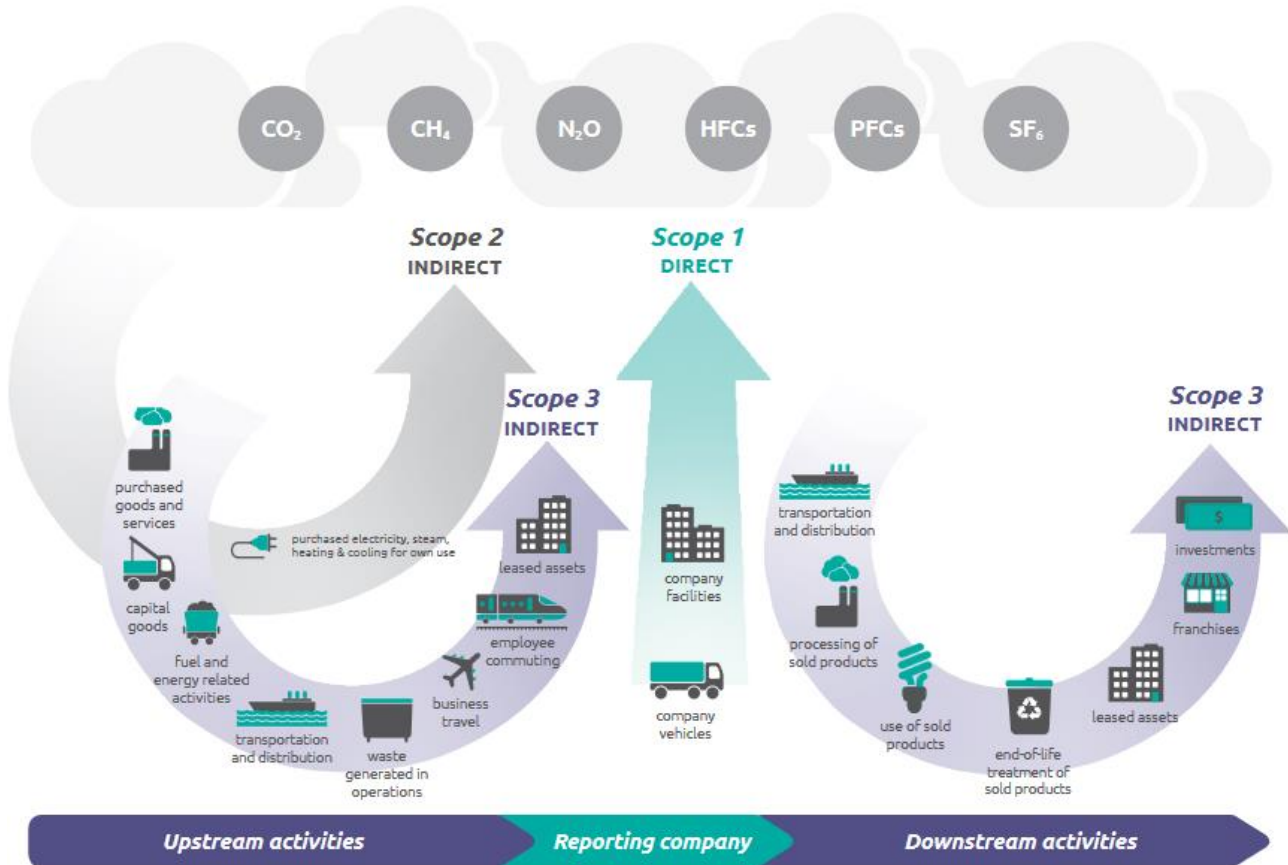 CO₂
CH₄
N₂O
HFCs
PFCs
SF₆
Scope 2
INDIRECT
Scope 1
DIRECT
Scope 3
INDIRECT
Scope 3
INDIRECT
purchased
goods and
services
capital
goods
fuel and
energy related
activities
purchased electricity, steam,
heating & cooling for own use
transportation
and distribution
waste
generated in
operations
business
travel
employee
commuting
leased assets
company
facilities
company
vehicles
transportation
and distribution
processing of
sold products
use of sold
products
end-of-life
treatment of
sold products
leased assets
franchises
$
investments
Upstream activities
Reporting company
Downstream activities